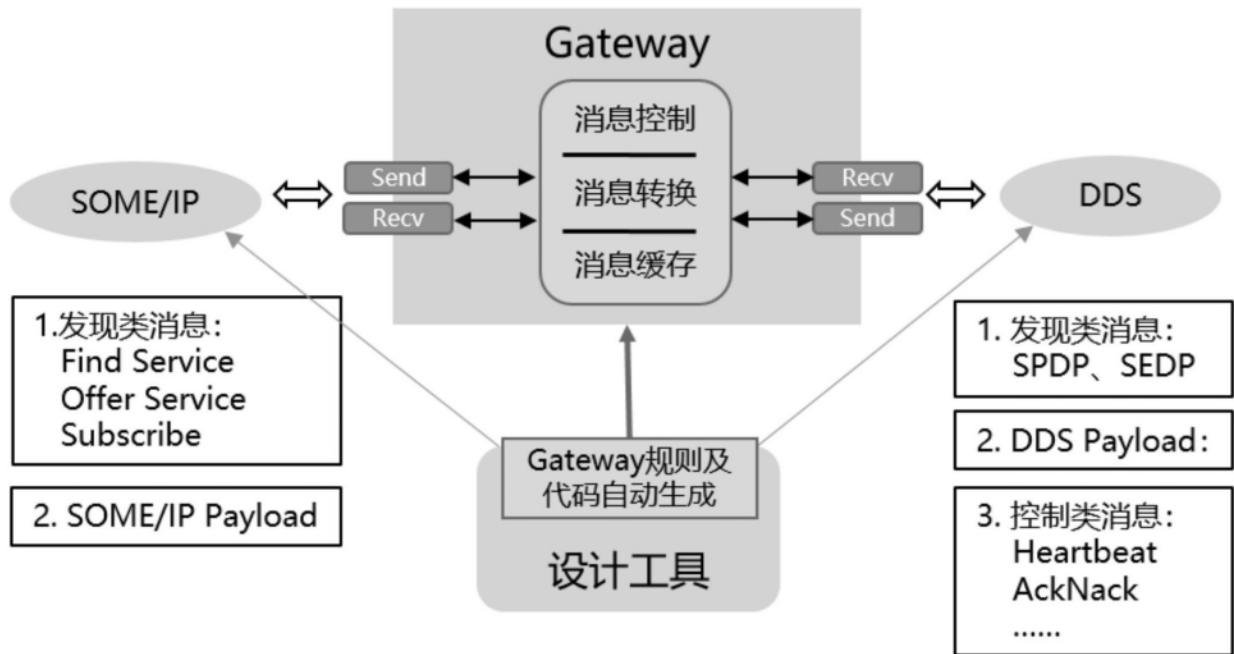 Gateway
消息控制
消息转换
消息缓存
SOME/IP
Send
Recv
Recv
Send
DDS
1.发现类消息：
Find Service
Offer Service
Subscribe
2. SOME/IP Payload
Gateway规则及
代码自动生成
设计工具
1. 发现类消息：
SPDP、SEDP
2. DDS Payload：
3. 控制类消息：
Heartbeat
AckNack
......